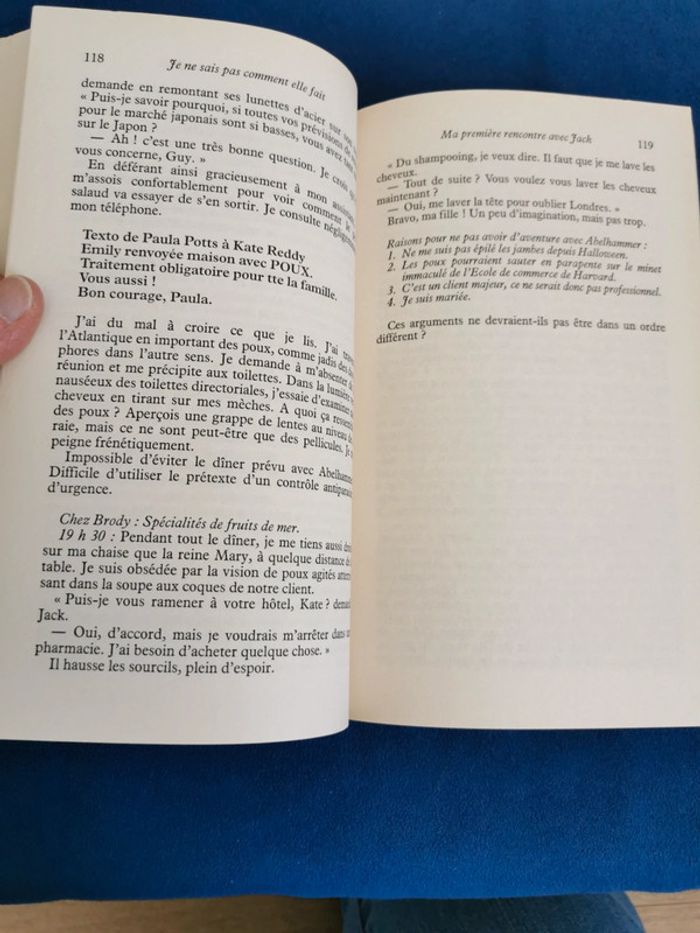 118
Je ne sais pas comment elle fait
demande en remontant ses lunettes d'acier sur son
« Puis-je savoir pourquoi, si toutes vos prévisions de
pour le marché japonais sont si basses, vous avez tant
sur le Japon ?
— Ah ! c'est une très bonne question. Je crois
vous concerne, Guy. »
En déférant ainsi gracieusement à mon
m'assois confortablement pour voir comment le
salaud va essayer de s'en sortir. Je consulte
mon téléphone.
Texto de Paula Potts à Kate Reddy
Emily renvoyée maison avec POUX.
Traitement obligatoire pour tte la famille.
Vous aussi !
Bon courage, Paula.
J'ai du mal à croire ce que je lis. J'ai
l'Atlantique en important des poux, comme jadis des
phores dans l'autre sens. Je demande à m'absenter de
réunion et me précipite aux toilettes. Dans la lumière
nauséeux des toilettes directoriales, j'essaie d'examiner
cheveux en tirant sur mes mèches. A quoi ça
des poux ? Aperçois une grappe de lentes au niveau de
raie, mais ce ne sont peut-être que des pellicules. Je
peigne frénétiquement.
Impossible d'éviter le dîner prévu avec Abelhammer.
Difficile d'utiliser le prétexte d'un contrôle
d'urgence.
Chez Brody : Spécialités de fruits de mer.
19 h 30 : Pendant tout le dîner, je me tiens aussi
sur ma chaise que la reine Mary, à quelque distance de
table. Je suis obsédée par la vision de poux agités
sant dans la soupe aux coques de notre client.
« Puis-je vous ramener à votre hôtel, Kate ?
Jack.
— Oui, d'accord, mais je voudrais m'arrêter dans
pharmacie. J'ai besoin d'acheter quelque chose. »
Il hausse les sourcils, plein d'espoir.
Ma première rencontre avec Jack
119
« Du shampooing, je veux dire. Il faut que je me lave les
cheveux.
— Tout de suite ? Vous voulez vous laver les cheveux
maintenant ?
— Oui, me laver la tête pour oublier Londres. »
Bravo, ma fille ! Un peu d'imagination, mais pas trop.
Raisons pour ne pas avoir d'aventure avec Abelhammer :
1. Ne me suis pas épilé les jambes depuis Halloween.
2. Les poux pourraient sauter en parapente sur le minet
immaculé de l'Ecole de commerce de Harvard.
3. C'est un client majeur, ce ne serait donc pas professionnel.
4. Je suis mariée.
Ces arguments ne devraient-ils pas être dans un ordre
différent ?